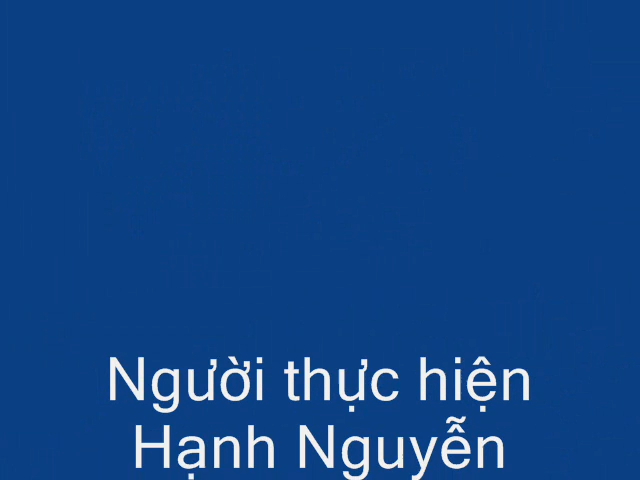 Người thực hiện
Hạnh Nguyễn